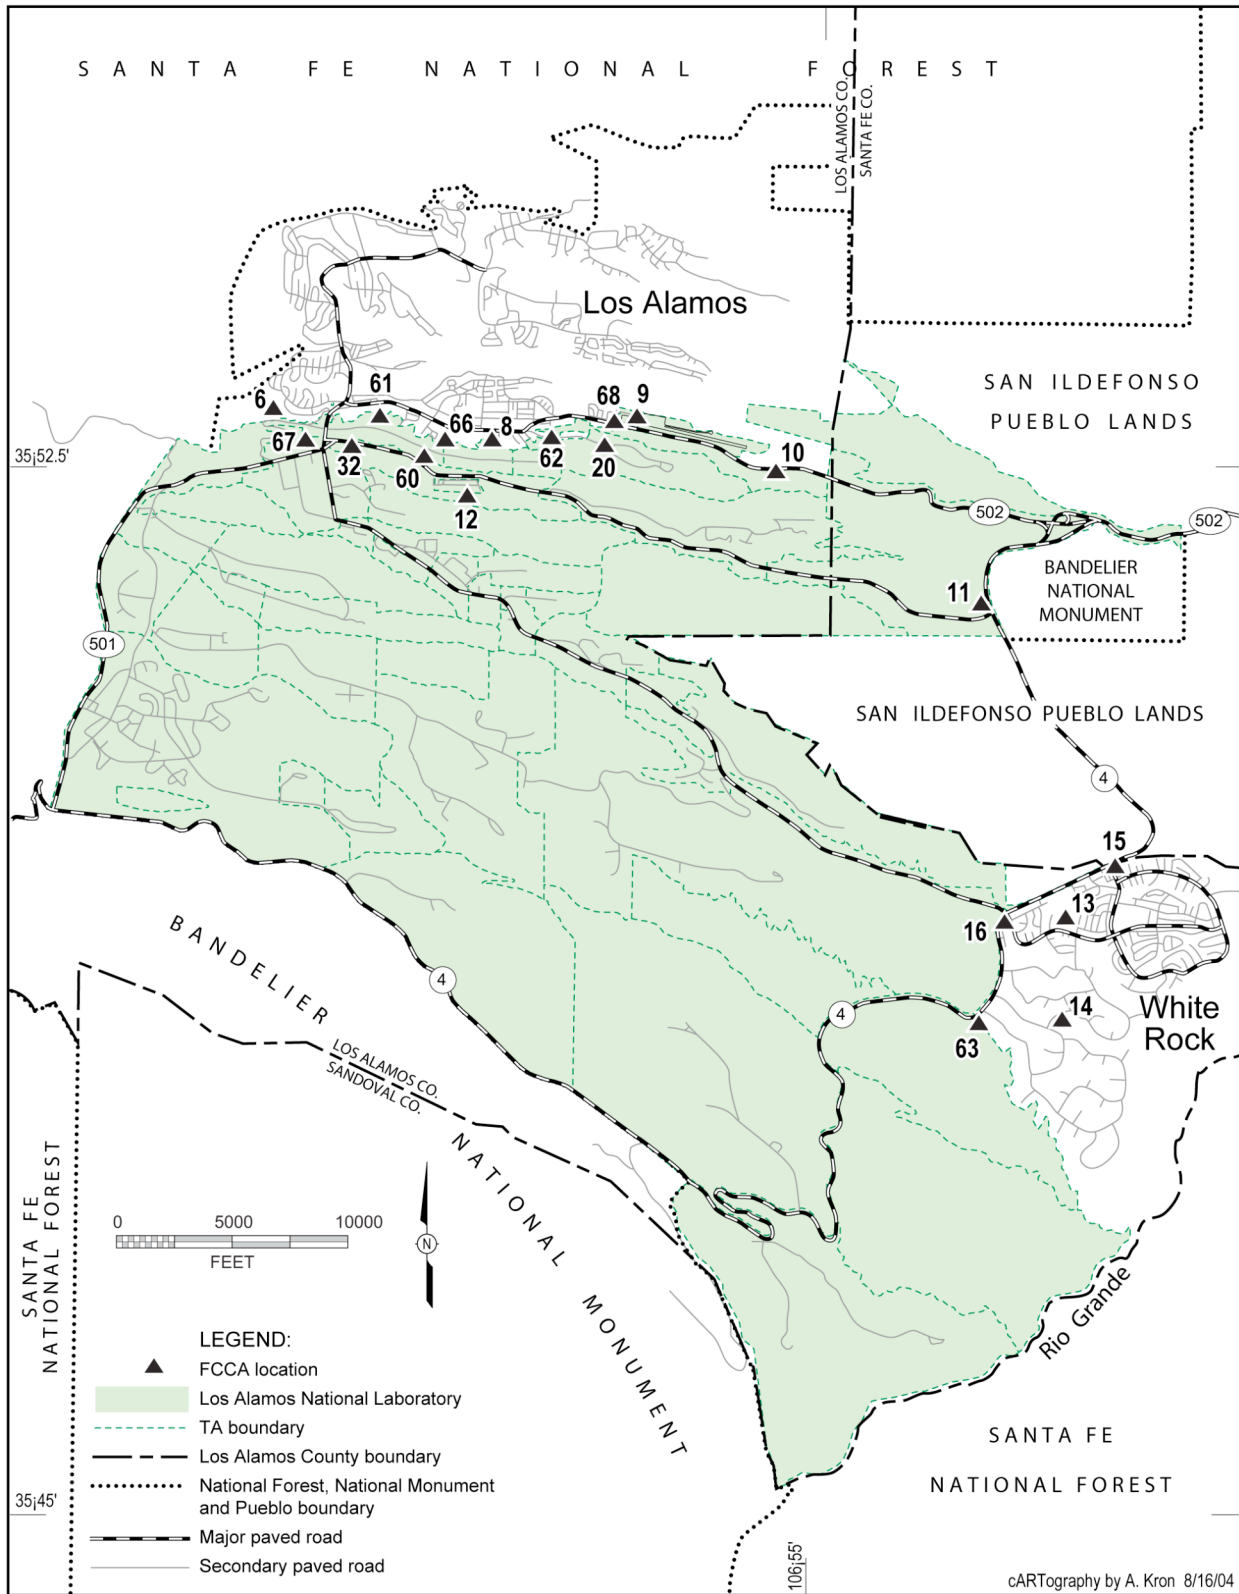 SANTA FE NATIONAL FOREST
LOS ALAMOS CO.
SANTA FE CO.
Los Alamos
SAN ILDEFONSO
PUEBLO LANDS
6
61
67
32
60
66
8
12
62
68
9
20
10
35¡52.5'
502
502
BANDELIER
NATIONAL
MONUMENT
11
501
SAN ILDEFONSO PUEBLO LANDS
4
15
13
16
14
63
White
Rock
4
4
BANDELIER
NATIONAL
MONUMENT
LOS ALAMOS CO.
SANDOVAL CO.
SANTA FE
NATIONAL FOREST
0 5000 10000
FEET
N
Rio Grande
LEGEND:
FCCA location
Los Alamos National Laboratory
TA boundary
Los Alamos County boundary
National Forest, National Monument
and Pueblo boundary
Major paved road
Secondary paved road
SANTA FE
NATIONAL FOREST
35¡45'
106¡55'
cARTography by A. Kron 8/16/04